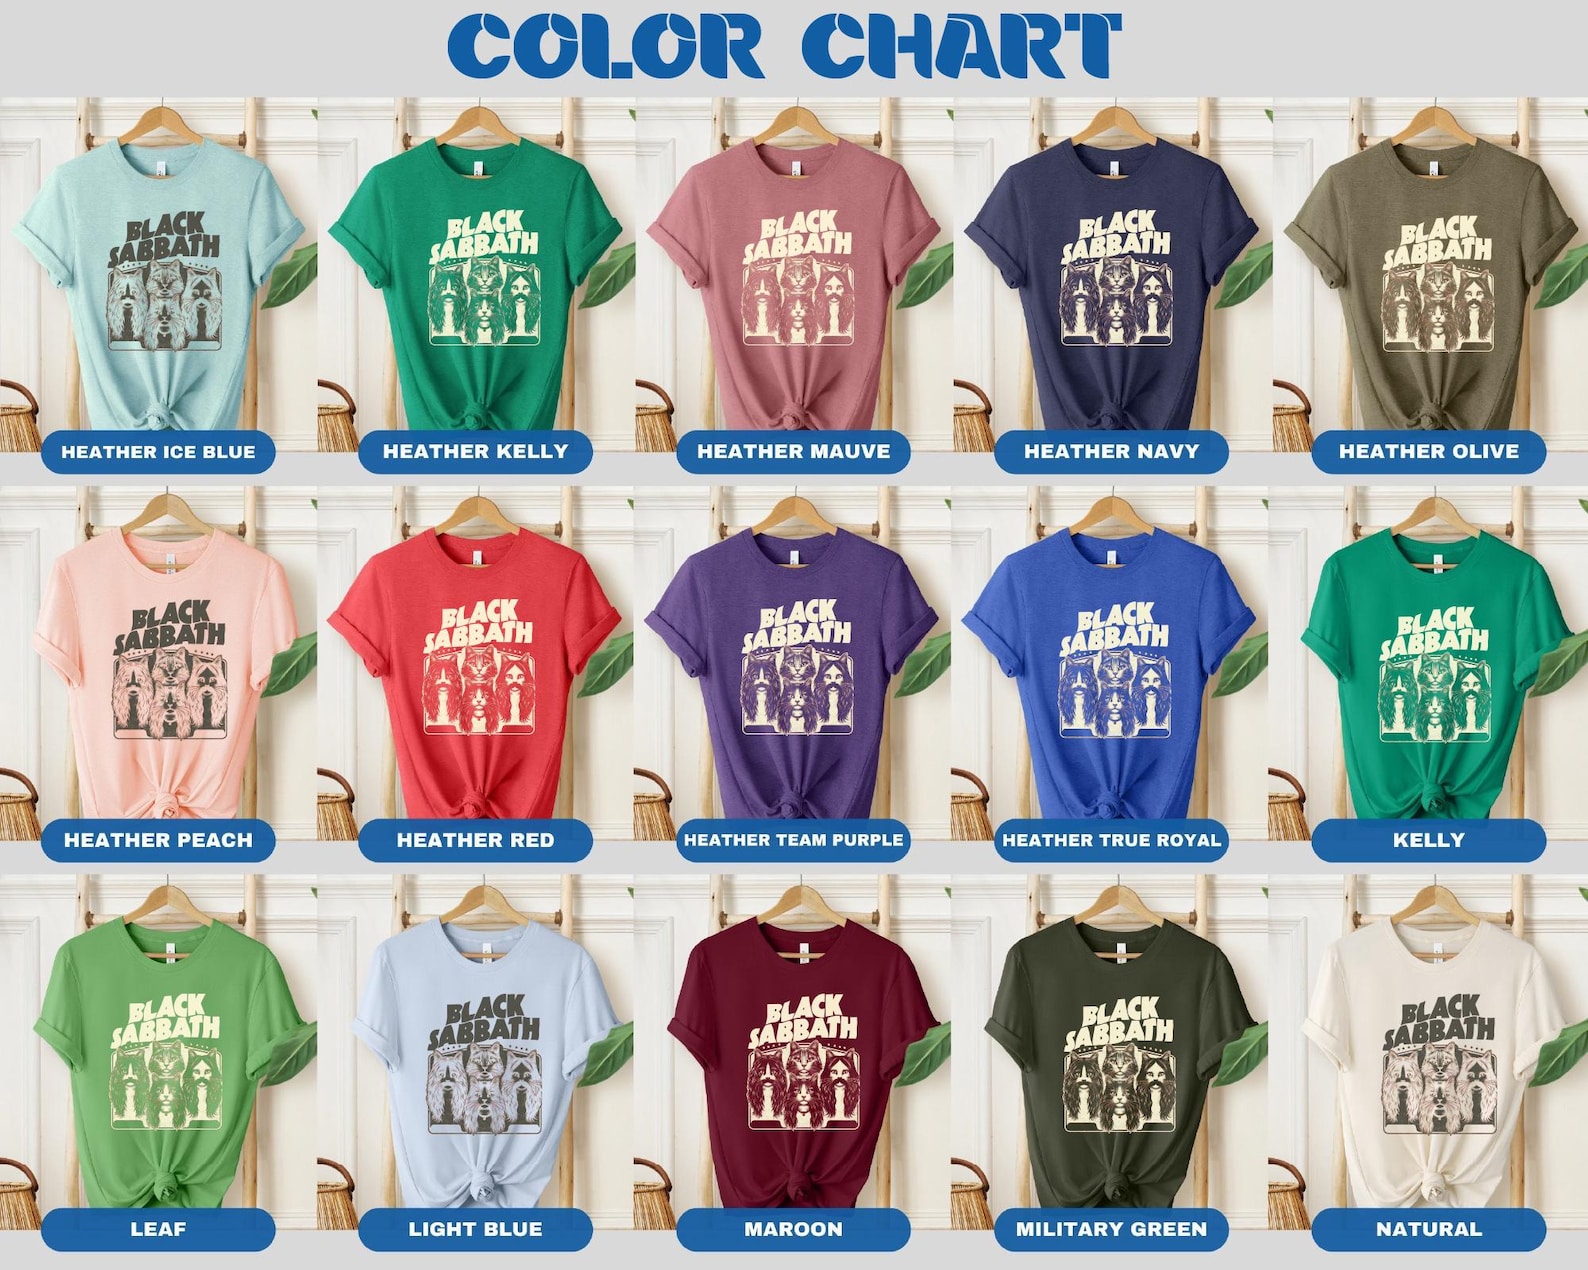 COLOR CHART
BLACK
SABBATH
BLACK
SABBATH
BLACK
SABBATH
BLACK
SABBATH
BLACK
SABBATH
HEATHER ICE BLUE
HEATHER KELLY
HEATHER MAUVE
HEATHER NAVY
HEATHER OLIVE
BLACK
SABBATH
BLACK
SABBATH
BLACK
SABBATH
BLACK
SABBATH
BLACK
SABBATH
HEATHER PEACH
HEATHER RED
HEATHER TEAM PURPLE
HEATHER TRUE ROYAL
KELLY
BLACK
SABBATH
BLACK
SABBATH
BLACK
SABBATH
BLACK
SABBATH
BLACK
SABBATH
LEAF
LIGHT BLUE
MAROON
MILITARY GREEN
NATURAL